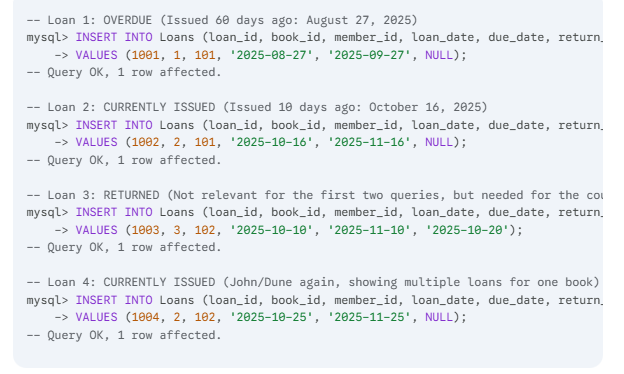 -- Loan 1: OVERDUE (Issued 60 days ago: August 27, 2025)
mysql> INSERT INTO Loans (loan_id, book_id, member_id, loan_date, due_date, return_
    -> VALUES (1001, 1, 101, '2025-08-27', '2025-09-27', NULL);
-- Query OK, 1 row affected.
-- Loan 2: CURRENTLY ISSUED (Issued 10 days ago: October 16, 2025)
mysql> INSERT INTO Loans (loan_id, book_id, member_id, loan_date, due_date, return_
    -> VALUES (1002, 2, 101, '2025-10-16', '2025-11-16', NULL);
-- Query OK, 1 row affected.
-- Loan 3: RETURNED (Not relevant for the first two queries, but needed for the cou
mysql> INSERT INTO Loans (loan_id, book_id, member_id, loan_date, due_date, return_
    -> VALUES (1003, 3, 102, '2025-10-10', '2025-11-10', '2025-10-20');
-- Query OK, 1 row affected.
-- Loan 4: CURRENTLY ISSUED (John/Dune again, showing multiple loans for one book)
mysql> INSERT INTO Loans (loan_id, book_id, member_id, loan_date, due_date, return_
    -> VALUES (1004, 2, 102, '2025-10-25', '2025-11-25', NULL);
-- Query OK, 1 row affected.